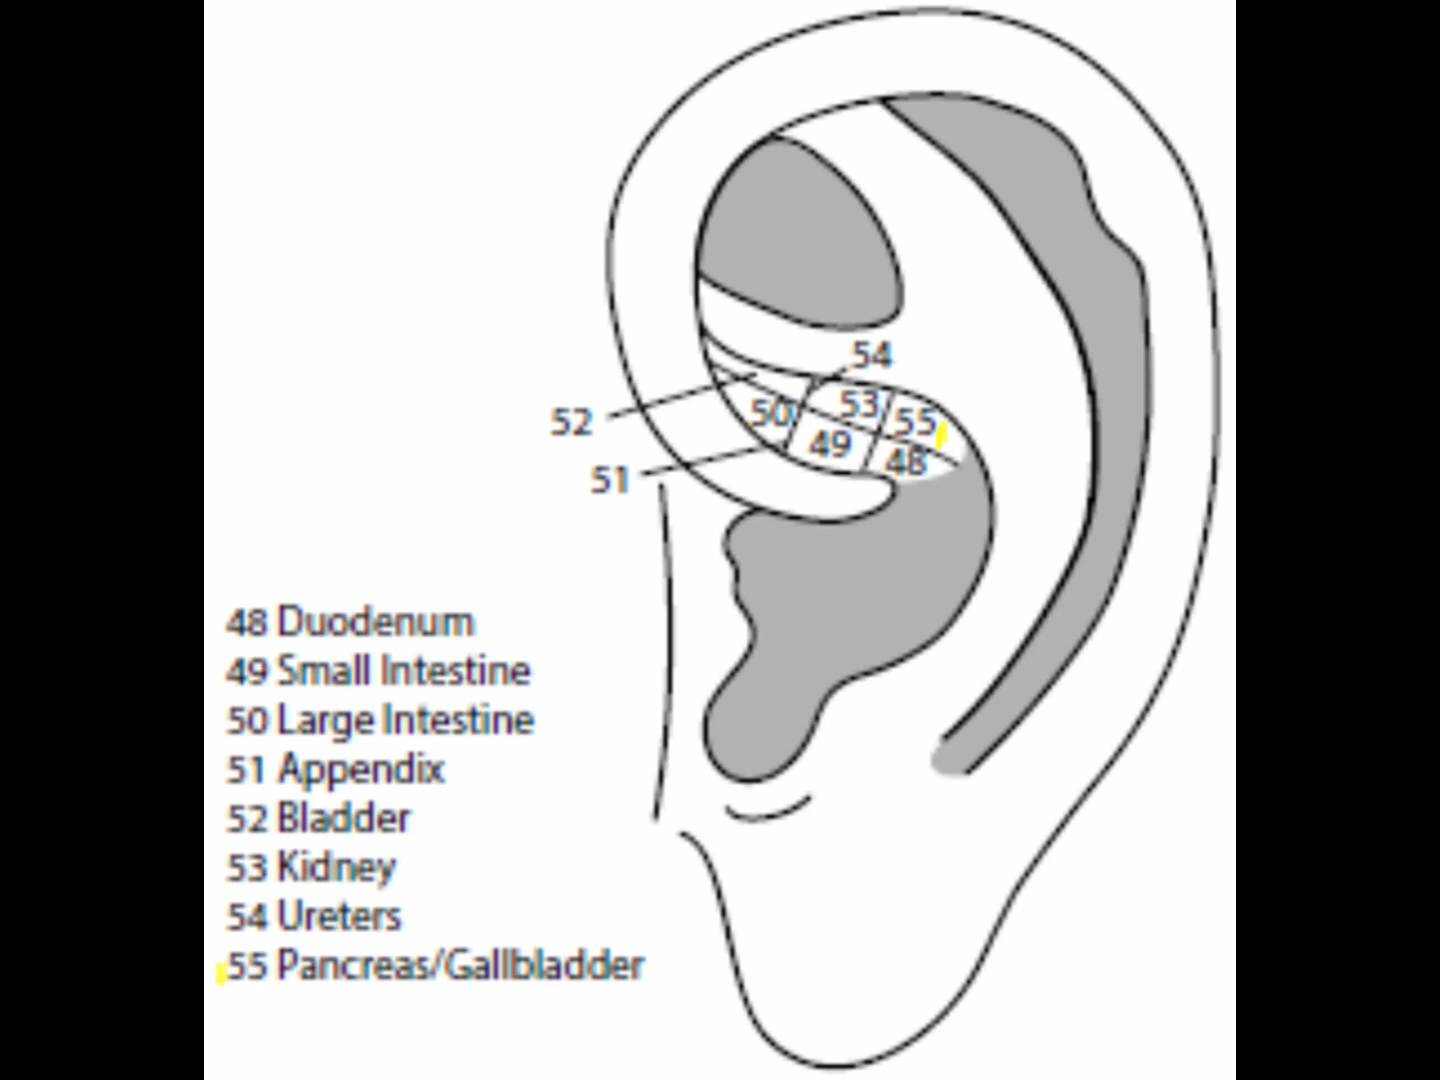 54
52
50
53
55
49
48
51
48 Duodenum
49 Small Intestine
50 Large Intestine
51 Appendix
52 Bladder
53 Kidney
54 Ureters
55 Pancreas/Gallbladder